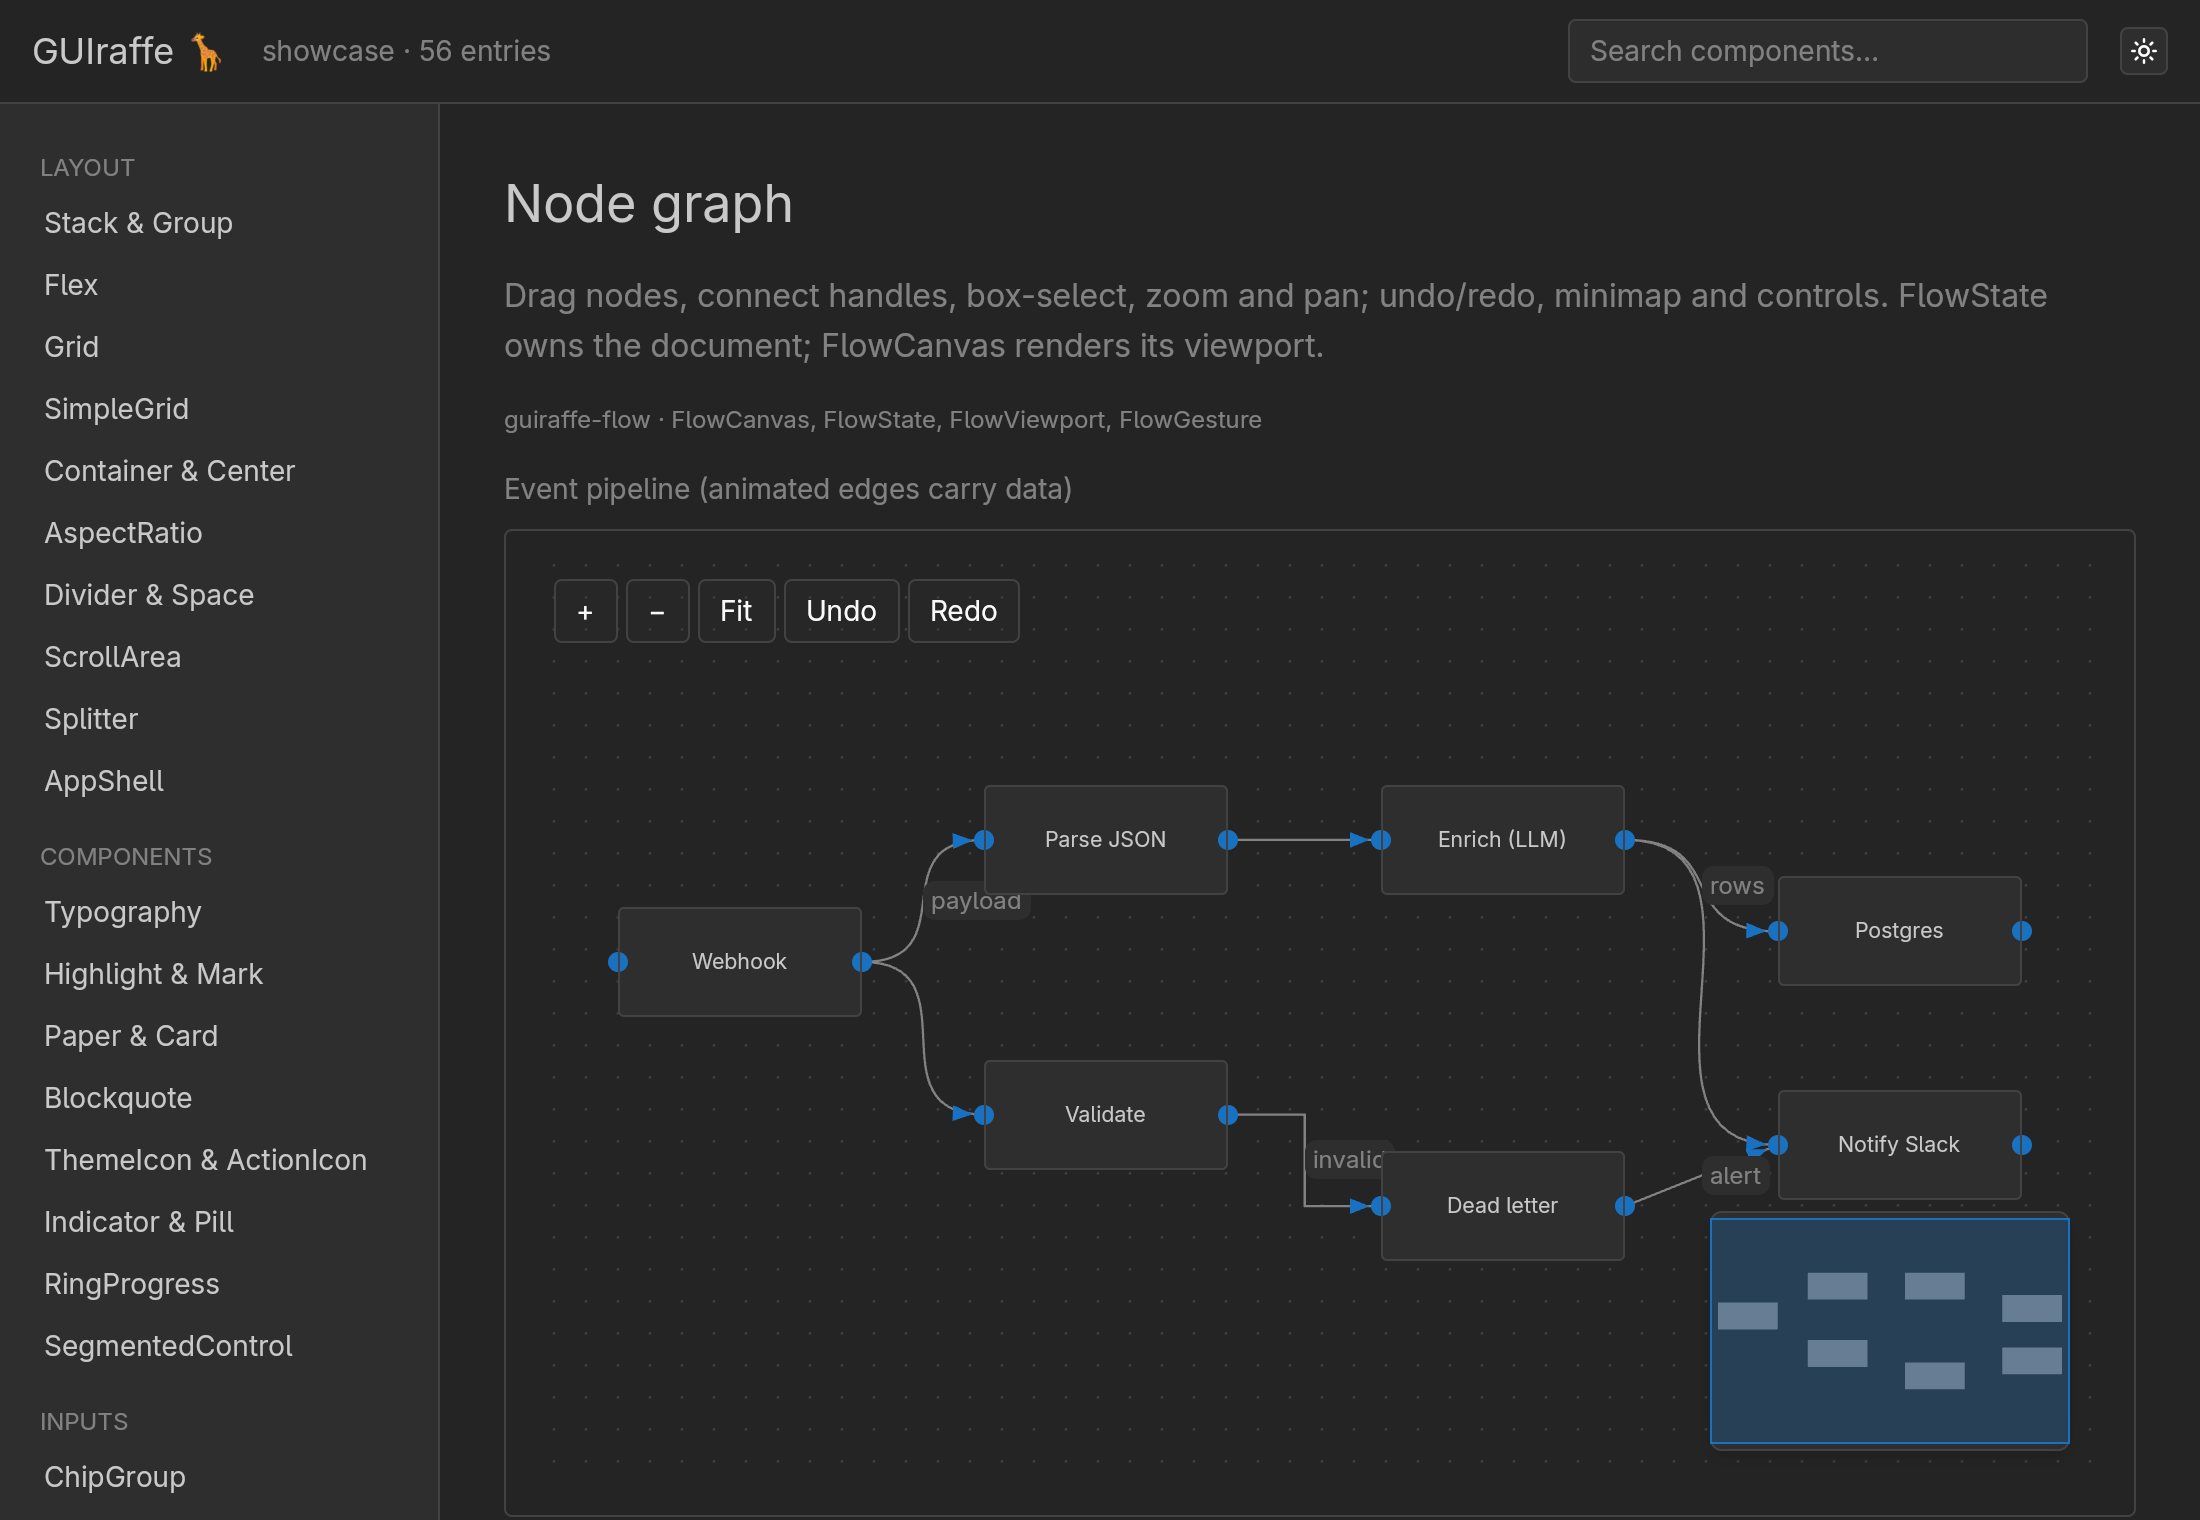 GUIraffe 🦒
showcase · 56 entries
Search components...
LAYOUT
Stack & Group
Flex
Grid
SimpleGrid
Container & Center
AspectRatio
Divider & Space
ScrollArea
Splitter
AppShell
COMPONENTS
Typography
Highlight & Mark
Paper & Card
Blockquote
ThemeIcon & ActionIcon
Indicator & Pill
RingProgress
SegmentedControl
INPUTS
ChipGroup
Node graph
Drag nodes, connect handles, box-select, zoom and pan; undo/redo, minimap and controls. FlowState
owns the document; FlowCanvas renders its viewport.
guiraffe-flow · FlowCanvas, FlowState, FlowViewport, FlowGesture
Event pipeline (animated edges carry data)
+
−
Fit
Undo
Redo
Parse JSON
Enrich (LLM)
rows
payload
Postgres
Webhook
Validate
Notify Slack
invalid
alert
Dead letter